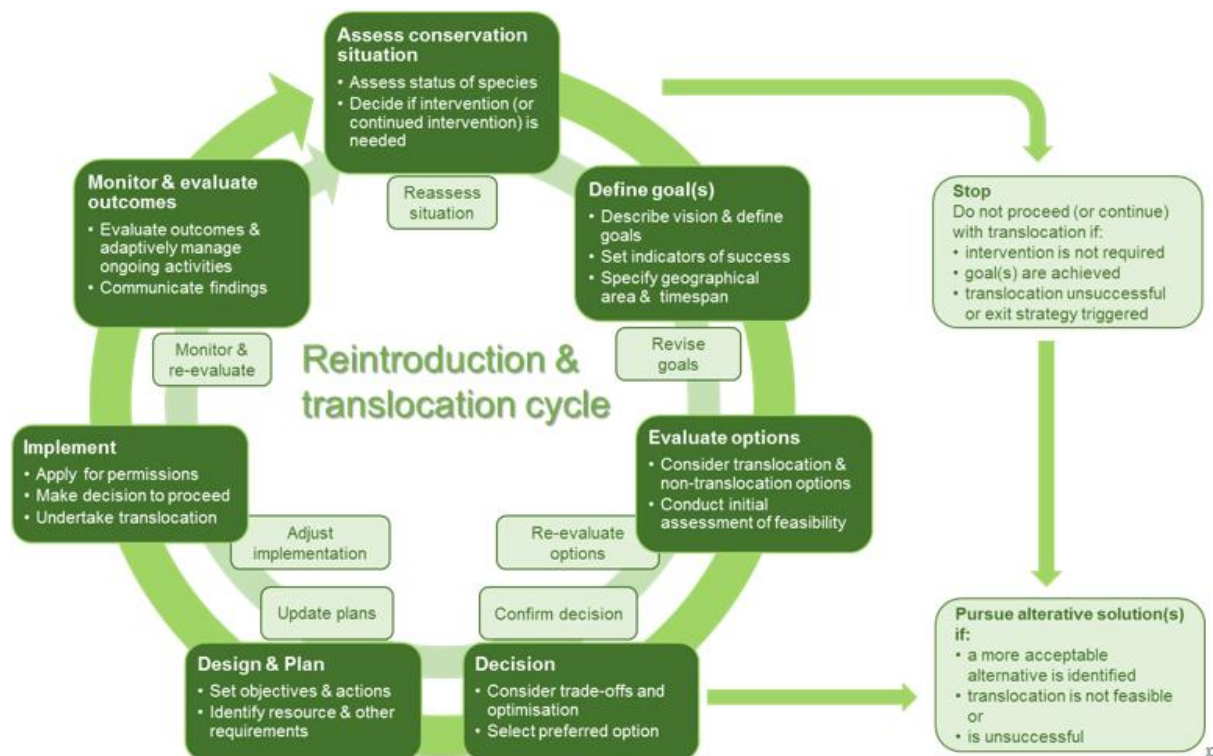 Assess conservation
situation
• Assess status of species
• Decide if intervention (or
continued intervention) is
needed
Reassess
situation
Define goal(s)
• Describe vision & define
goals
• Set indicators of success
• Specify geographical
area & timespan
Revise
goals
Evaluate options
• Consider translocation &
non-translocation options
• Conduct initial
assessment of feasibility
Re-evaluate
options
Confirm decision
Decision
• Consider trade-offs and
optimisation
• Select preferred option
Design & Plan
• Set objectives & actions
• Identify resource & other
requirements
Update plans
Adjust
implementation
Implement
• Apply for permissions
• Make decision to proceed
• Undertake translocation
Monitor &
re-evaluate
Monitor & evaluate
outcomes
• Evaluate outcomes &
adaptively manage
ongoing activities
• Communicate findings
Reintroduction &
translocation cycle
Stop
Do not proceed (or continue)
with translocation if:
• intervention is not required
• goal(s) are achieved
• translocation unsuccessful
or exit strategy triggered
Pursue alterative solution(s)
if:
• a more acceptable
alternative is identified
• translocation is not feasible
or
• is unsuccessful